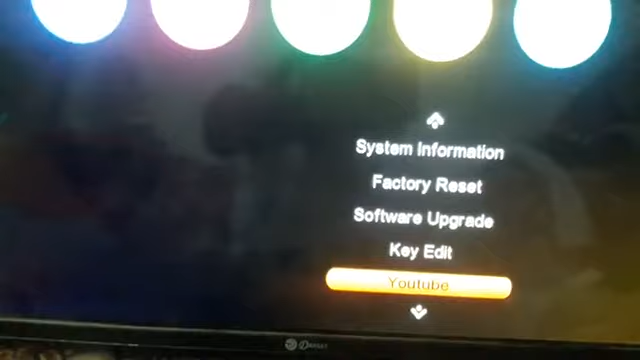 System Information
Factory Reset
Software Upgrade
Key Edit
Youtube